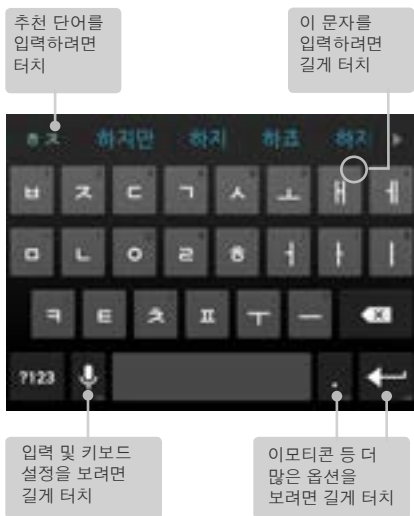 추천 단어를
입력하려면
터치
이 문자를
입력하려면
길게 터치
ㅎㅈ 하지만 하지 하죠
ㅂ ㅈ ㄷ ㄱ ㅅ ㅗ ㅐ ㅔ
ㅁ ㄴ ㅇ ㄹ ㅎ ㅓ ㅏ ㅣ
ㅋ ㅌ ㅊ ㅍ ㅜ ㅡ
?123 .
입력 및 키보드
설정을 보려면
길게 터치
이모티콘 등 더
많은 옵션을
보려면 길게 터치